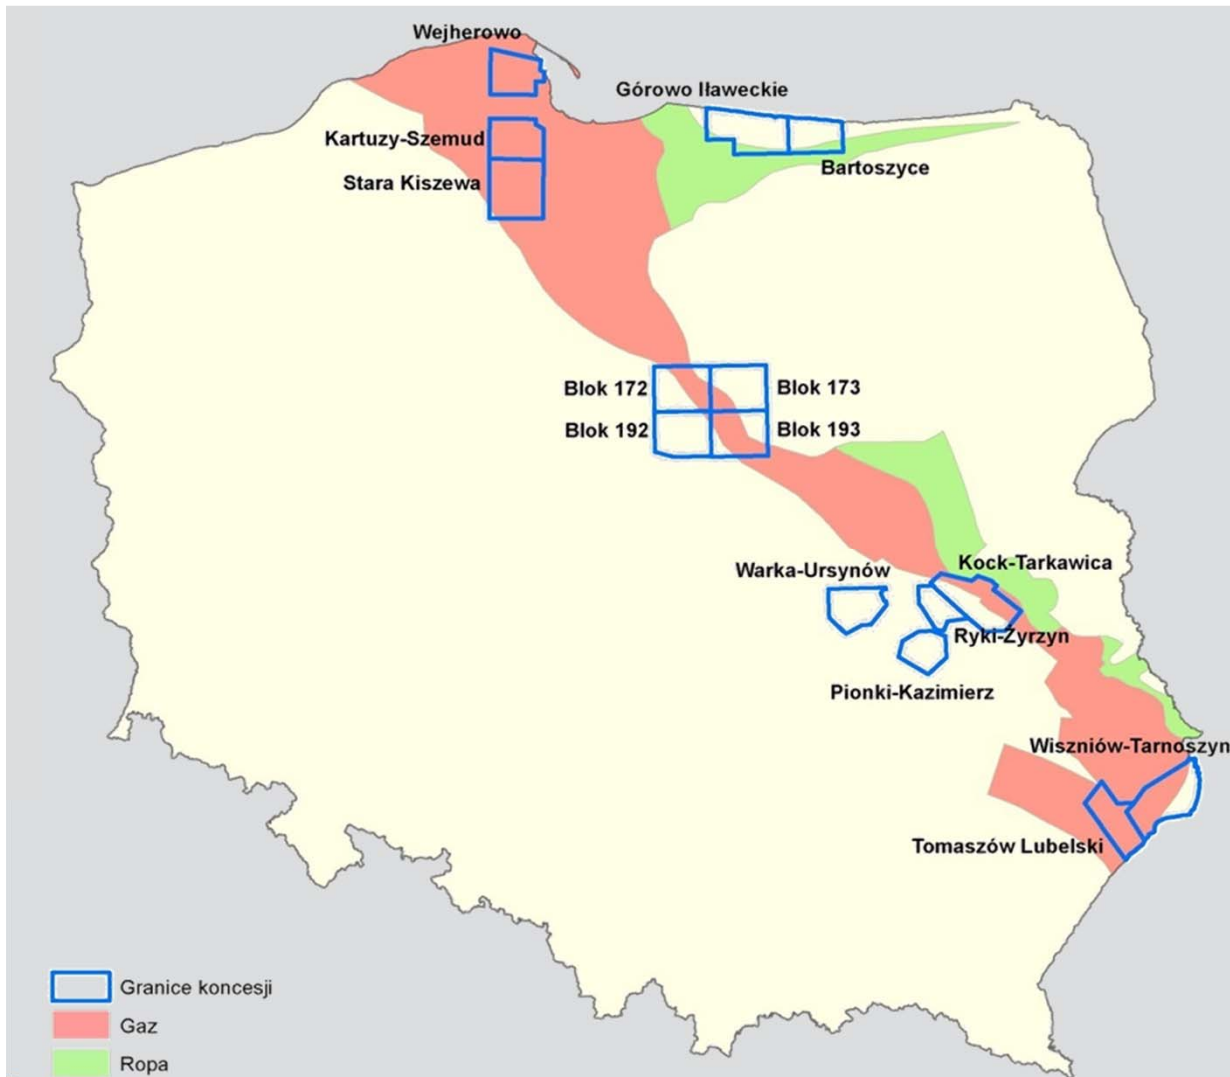 Wejherowo
Górowo Iławeckie
Kartuzy-Szemud
Bartoszyce
Stara Kiszewa
Blok 172
Blok 173
Blok 192
Blok 193
Kock-Tarkawica
Warka-Ursynów
Ryki-Żyrzyn
Pionki-Kazimierz
Wiszniów-Tarnoszyn
Tomaszów Lubelski
Granice koncesji
Gaz
Ropa